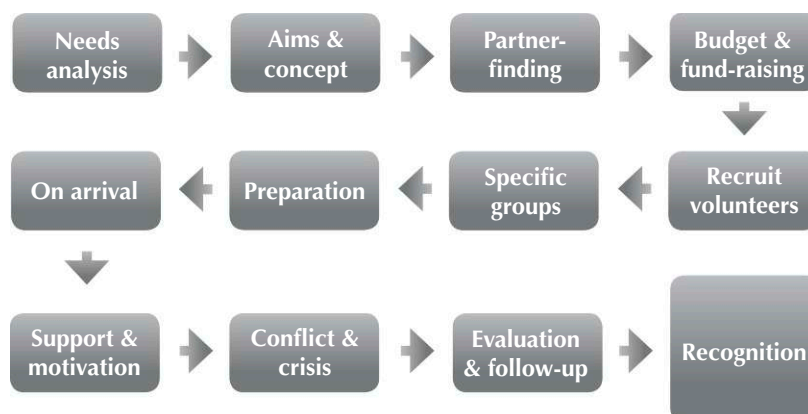 Needs
analysis
Aims &
concept
Partner-
finding
Budget &
fund-raising
Recruit
volunteers
Specific
groups
Preparation
On arrival
Support &
motivation
Conflict &
crisis
Evaluation
& follow-up
Recognition